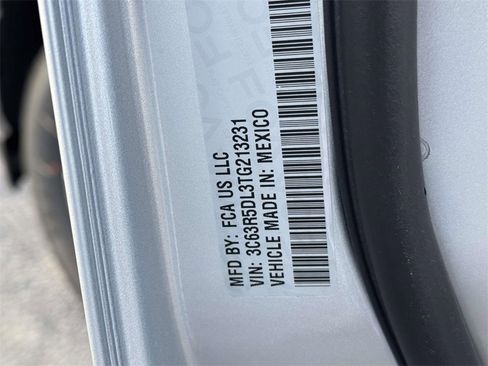 MFD BY: FCA US LLC
VIN: 3C63R5DL3TG213231
VEHICLE MADE IN: MEXICO